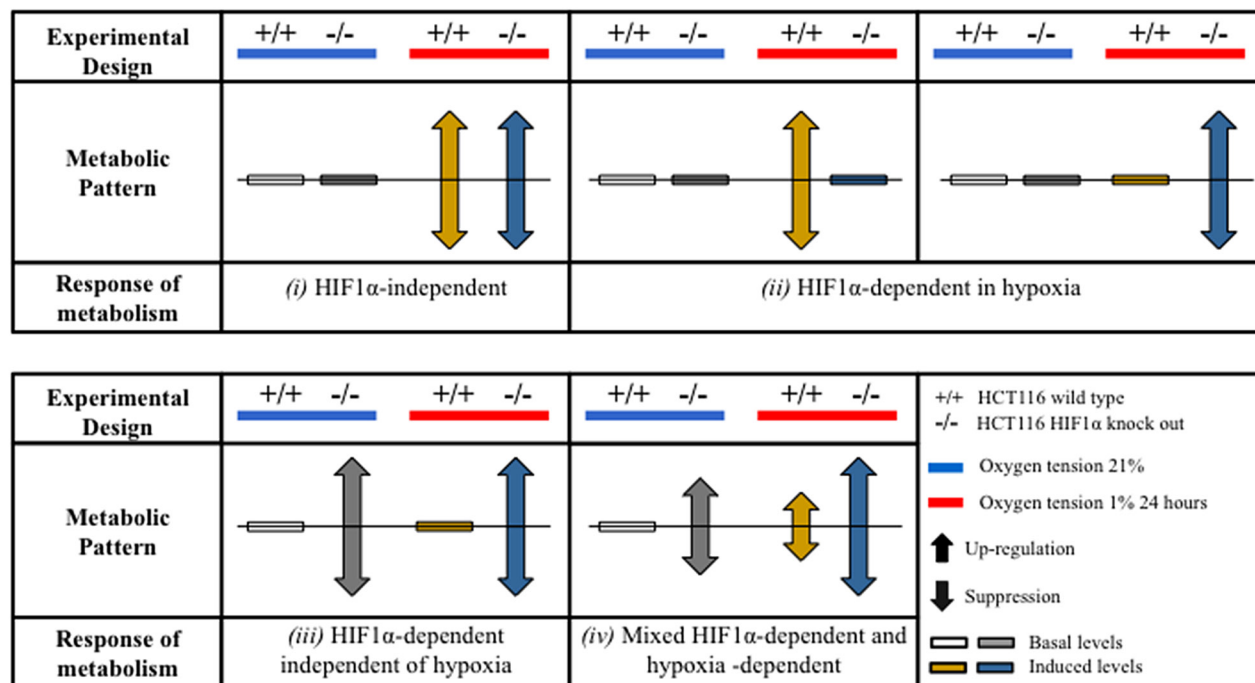 Experimental Design
+/+ -/- +/+ -/- +/+ -/- +/+ -/- +/+ -/- +/+ -/-
Metabolic
Pattern
Response of
metabolism
(i) HIF1α-independent
(ii) HIF1α-dependent in hypoxia
Experimental
Design
+/+ -/- +/+ -/- +/+ -/- +/+ -/-
Metabolic
Pattern
Response of
metabolism
(iii) HIF1α-dependent
independent of hypoxia
(iv) Mixed HIF1α-dependent and
hypoxia -dependent
+/+ HCT116 wild type
-/- HCT116 HIF1α knock out
Oxygen tension 21%
Oxygen tension 1% 24 hours
Up-regulation
Suppression
Basal levels
Induced levels